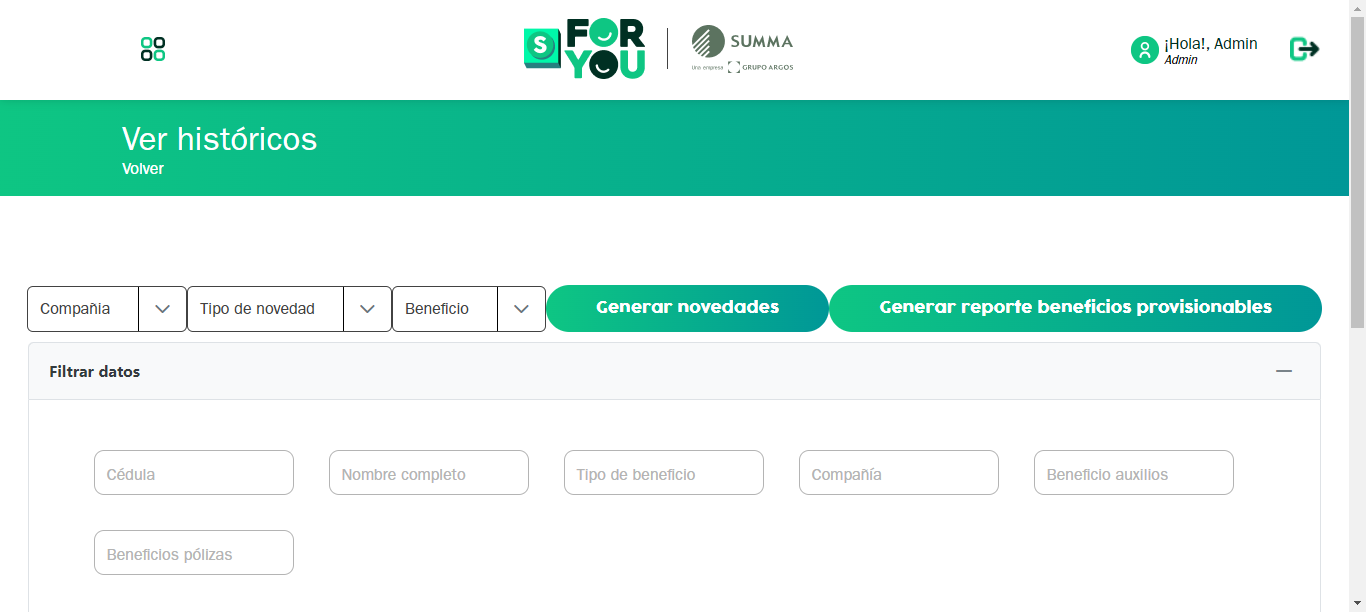 S FOR YOU
SUMMA
Una empresa GRUPO ARGOS
¡Hola!, Admin
Admin
Ver históricos
Volver
Compañia Tipo de novedad Beneficio Generar novedades Generar reporte beneficios provisionables
Filtrar datos
Cédula Nombre completo Tipo de beneficio Compañía Beneficio auxilios
Beneficios pólizas